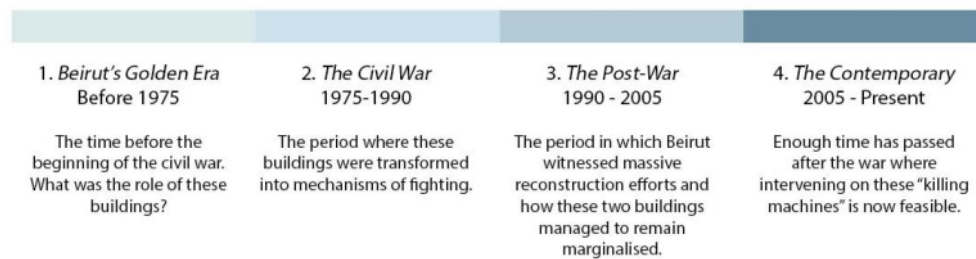 1. Beirut's Golden Era
Before 1975
The time before the
beginning of the civil war.
What was the role of these
buildings?
2. The Civil War
1975-1990
The period where these
buildings were transformed
into mechanisms of fighting.
3. The Post-War
1990 - 2005
The period in which Beirut
witnessed massive
reconstruction efforts and
how these two buildings
managed to remain
marginalised.
4. The Contemporary
2005 - Present
Enough time has passed
after the war where
intervening on these “killing
machines” is now feasible.